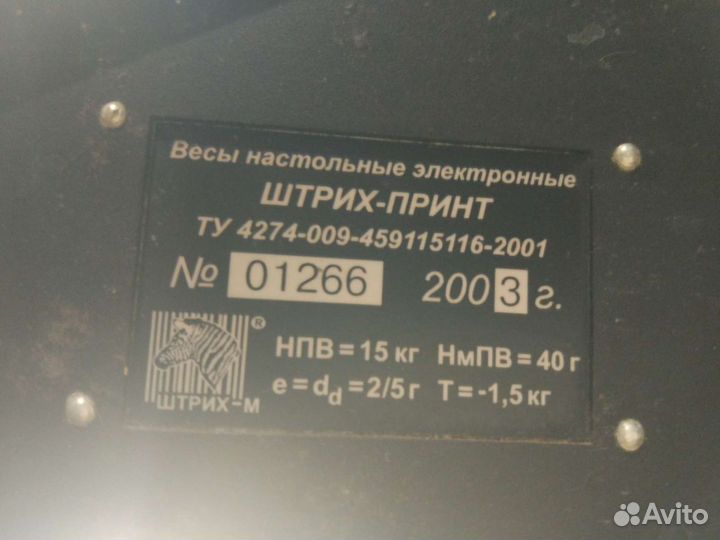 Весы настольные электронные
ШТРИХ-ПРИНТ
ТУ 4274-009-459115116-2001
№ 01266 2003 г.
НПВ = 15 кг НмПВ = 40 г
e = dd = 2/5 г Т = -1,5 кг
®
ШТРИХ-М
Avito